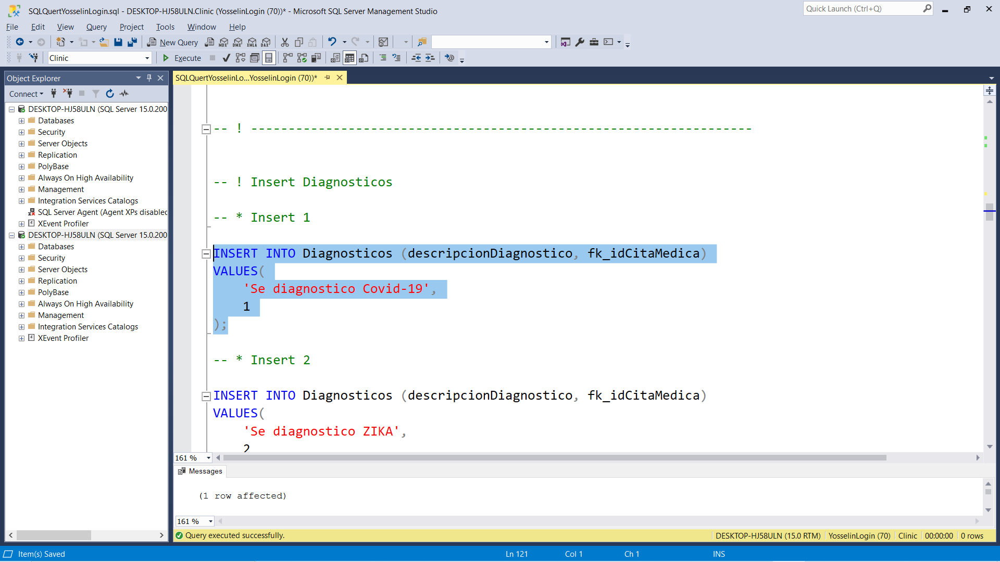 SQLQuertYosselinLogin.sql - DESKTOP-HJ58ULN.Clinic (YosselinLogin (70))* - Microsoft SQL Server Management Studio
Quick Launch (Ctrl+Q)
File Edit View Query Project Tools Window Help
New Query
MDX DMX XMLA DAX
Clinic
Execute
Object Explorer
Connect
DESKTOP-HJ58ULN (SQL Server 15.0.200
Databases
Security
Server Objects
Replication
PolyBase
Always On High Availability
Management
Integration Services Catalogs
SQL Server Agent (Agent XPs disabled
XEvent Profiler
DESKTOP-HJ58ULN (SQL Server 15.0.200
Databases
Security
Server Objects
Replication
PolyBase
Always On High Availability
Management
Integration Services Catalogs
XEvent Profiler
SQLQuertYosselinLo...YosselinLogin (70))*
-- ! -------------------------------------------------------------------
-- ! Insert Diagnosticos
-- * Insert 1
INSERT INTO Diagnosticos (descripcionDiagnostico, fk_idCitaMedica)
VALUES(
'Se diagnostico Covid-19',
1
);
-- * Insert 2
INSERT INTO Diagnosticos (descripcionDiagnostico, fk_idCitaMedica)
VALUES(
'Se diagnostico ZIKA',
2
161 %
Messages
(1 row affected)
161 %
Query executed successfully.
DESKTOP-HJ58ULN (15.0 RTM) YosselinLogin (70) Clinic 00:00:00 0 rows
Item(s) Saved
Ln 121 Col 1 Ch 1 INS